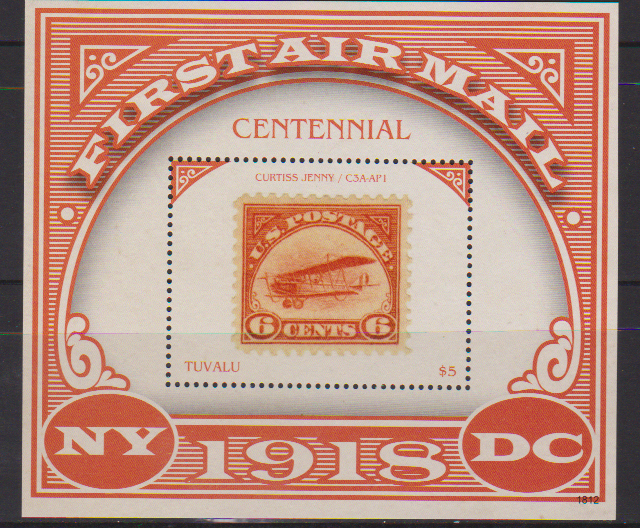 FIRST AIR MAIL
CENTENNIAL
CURTISS JENNY / C3A-AP1
U.S. POSTAGE
6 CENTS 6
TUVALU $5
NY 1918 DC
1812